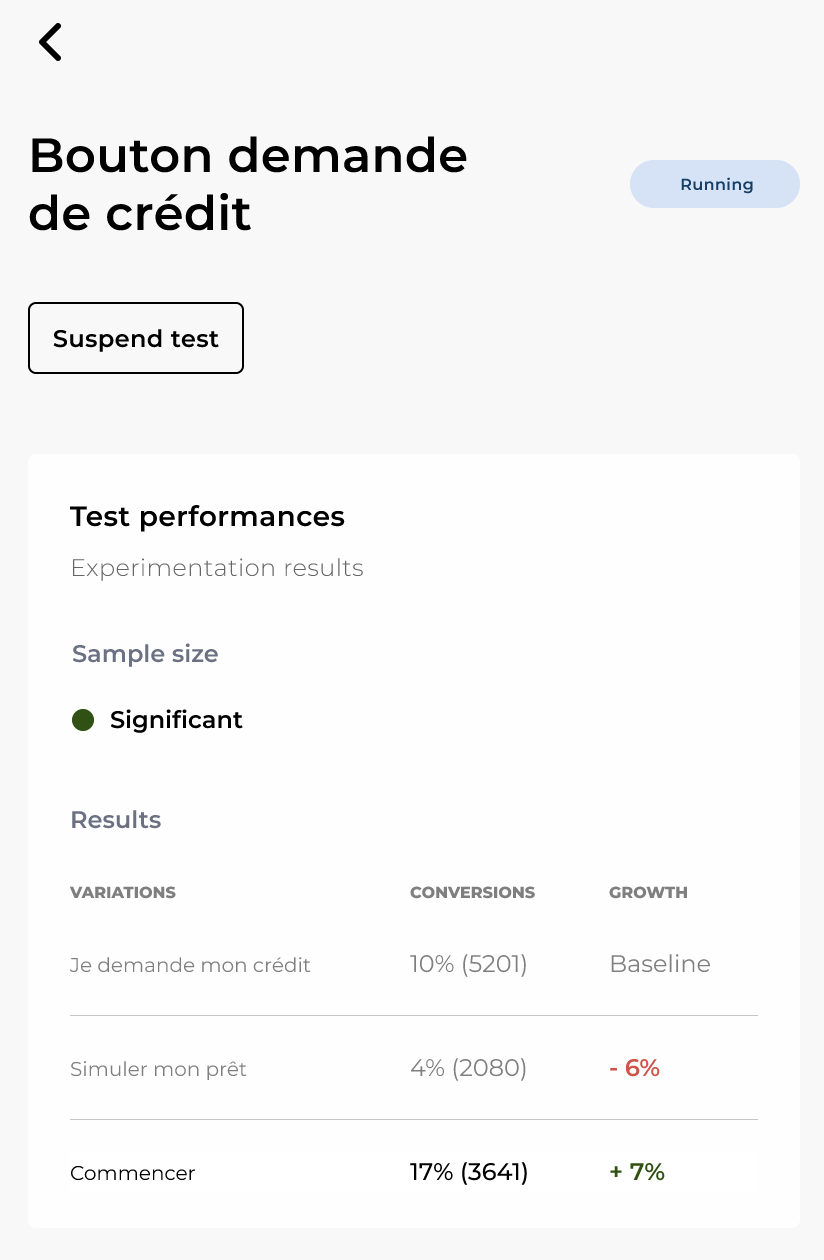 Bouton demande
de crédit
Running
Suspend test
Test performances
Experimentation results
Sample size
Significant
Results
VARIATIONS CONVERSIONS GROWTH
Je demande mon crédit 10% (5201) Baseline
Simuler mon prêt 4% (2080) - 6%
Commencer 17% (3641) + 7%